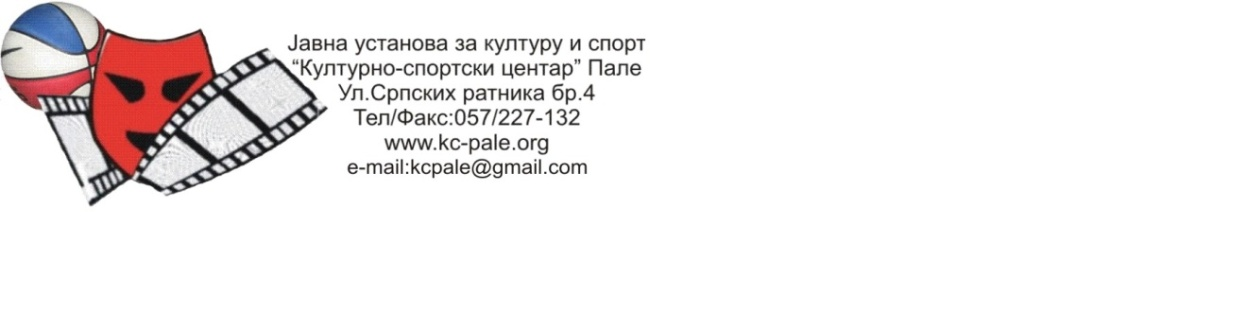 Јавна установа за културу и спорт
“Културно-спортски центар” Пале
Ул.Српских ратника бр.4
Тел/Факс:057/227-132
www.kc-pale.org
e-mail:kcpale@gmail.com